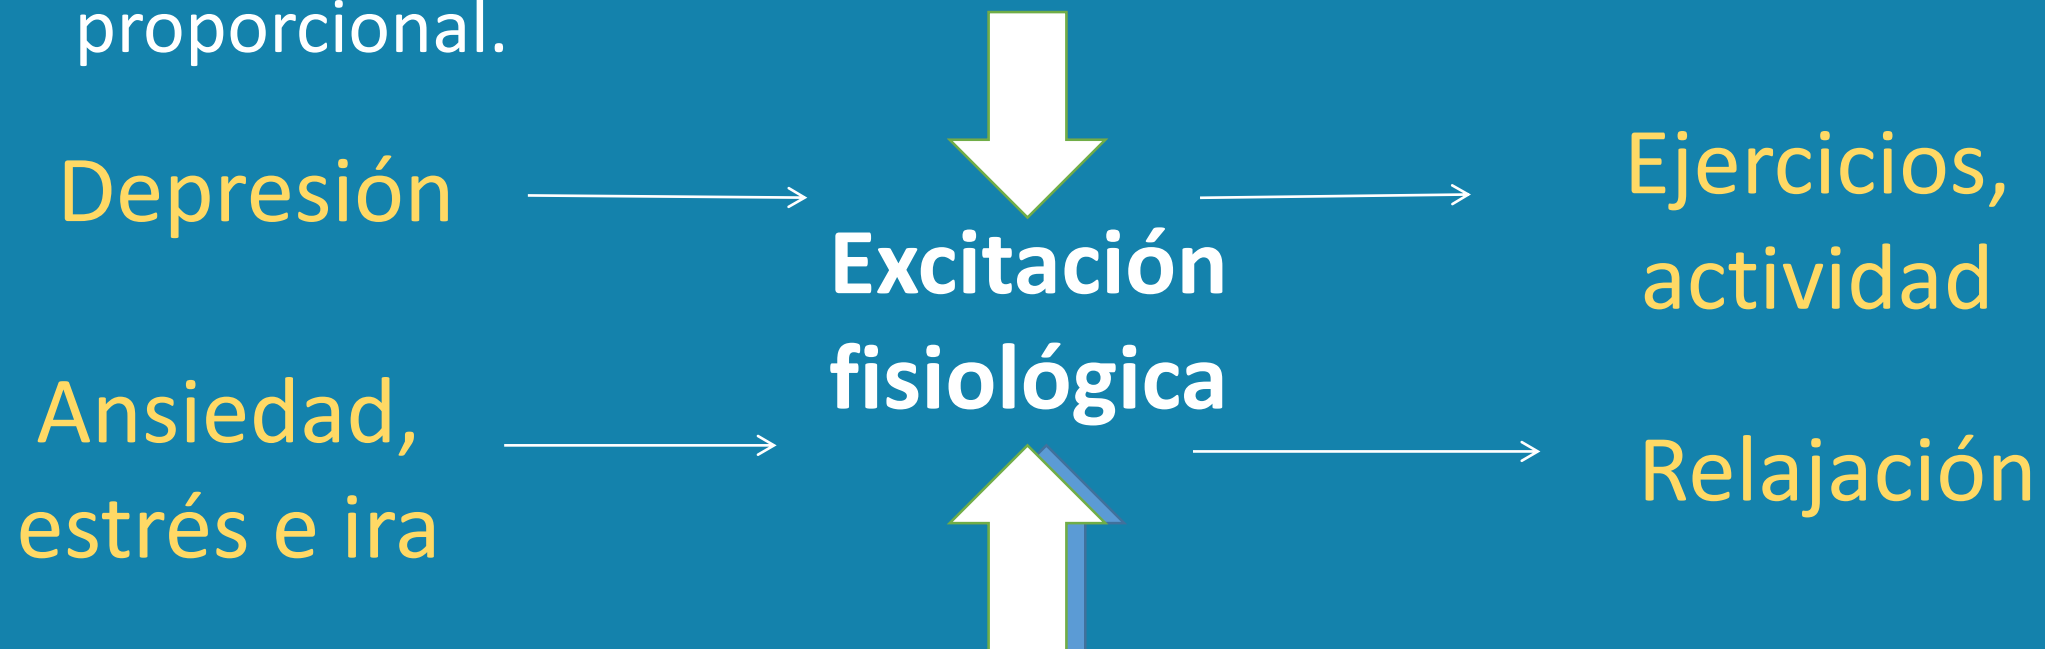 proporcional.
Depresión
Excitación
fisiológica
Ejercicios,
actividad
Ansiedad,
estrés e ira
Relajación